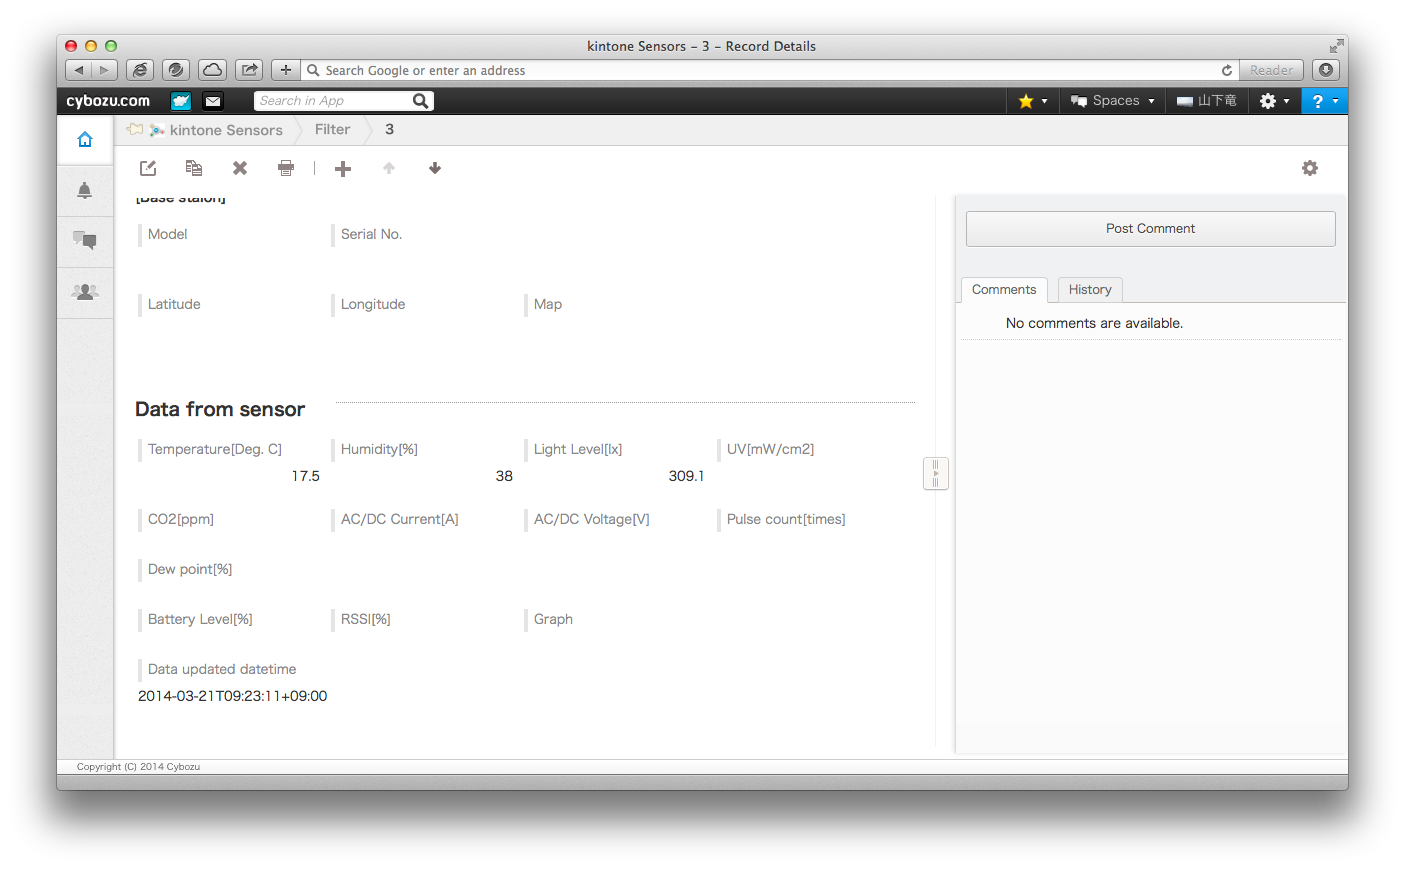 kintone Sensors – 3 – Record Details
Search Google or enter an address
Reader
cybozu.com
Search in App
Spaces
山下竜
?
kintone Sensors
Filter
3
[Base staion]
Model
Serial No.
Latitude
Longitude
Map
Data from sensor
Temperature[Deg. C]
Humidity[%]
Light Level[lx]
UV[mW/cm2]
17.5
38
309.1
CO2[ppm]
AC/DC Current[A]
AC/DC Voltage[V]
Pulse count[times]
Dew point[%]
Battery Level[%]
RSSI[%]
Graph
Data updated datetime
2014-03-21T09:23:11+09:00
Post Comment
Comments
History
No comments are available.
Copyright (C) 2014 Cybozu